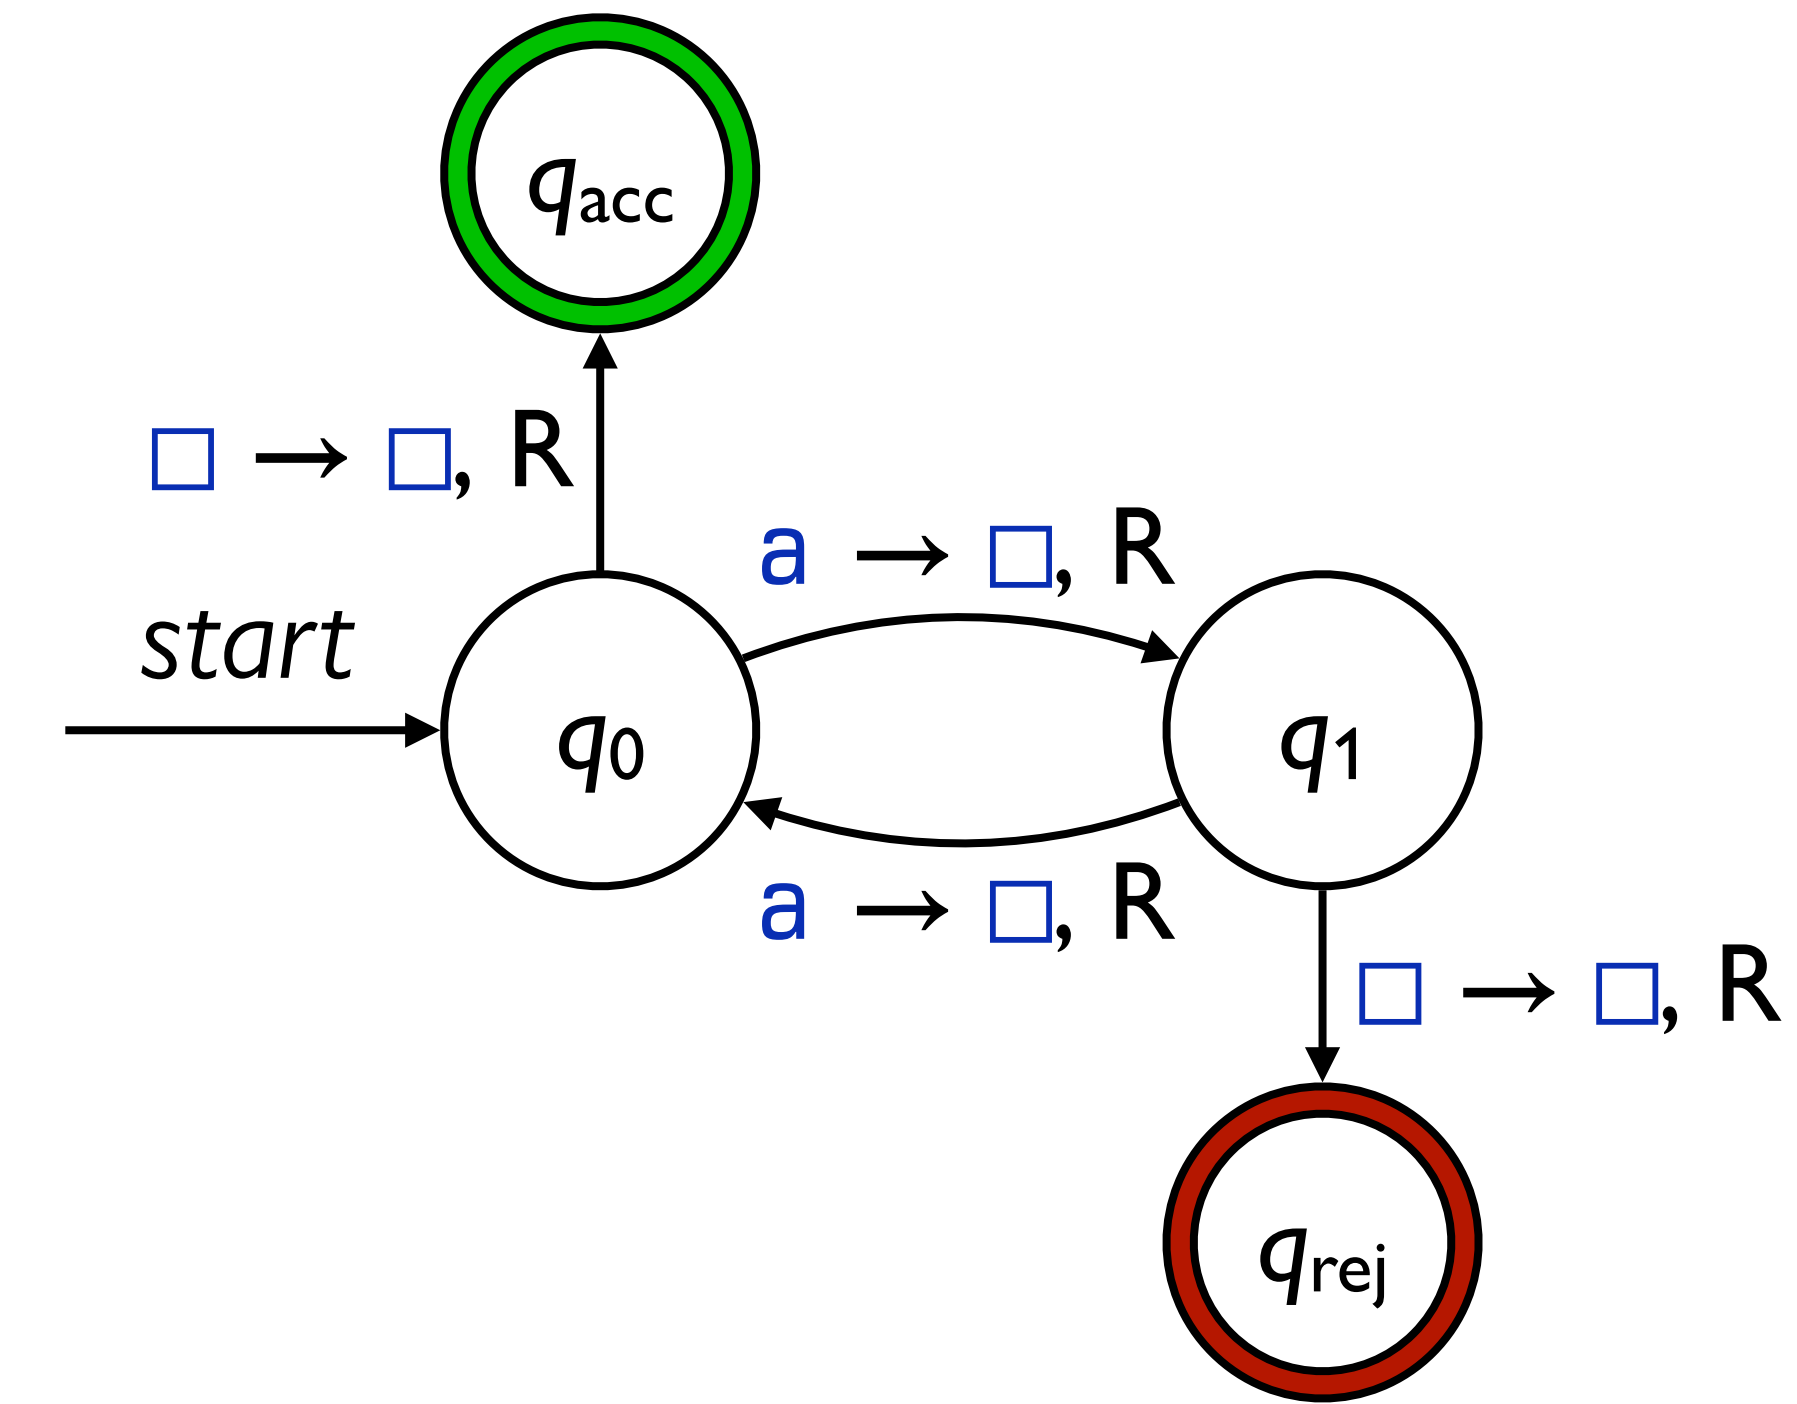 qacc
□ → □, R
a → □, R
start
q0
q1
a → □, R
□ → □, R
qrej